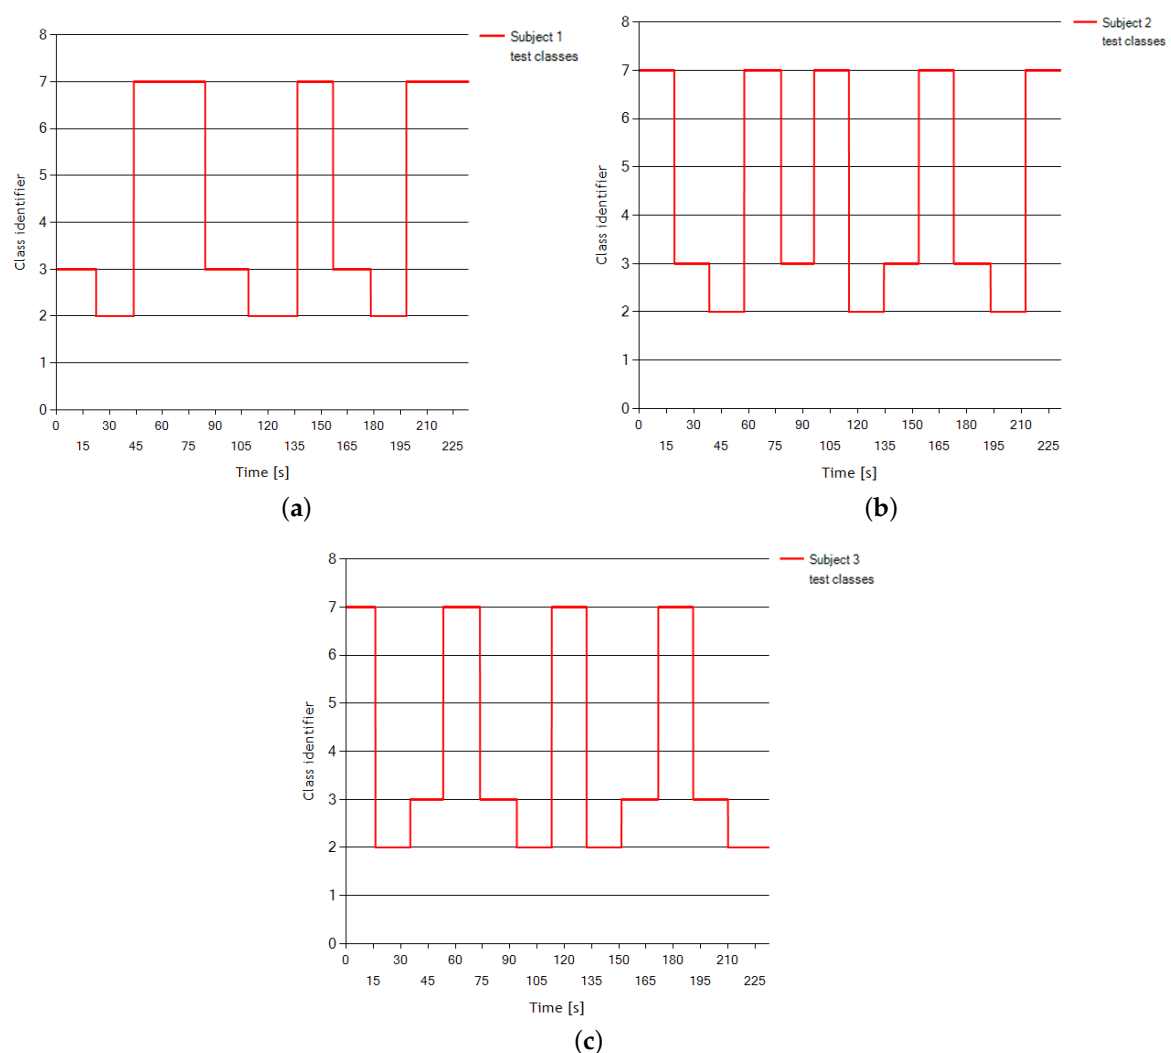 8
7
6
5
4
3
2
1
0
Class identifier
0 30 60 90 120 150 180 210
15 45 75 105 135 165 195 225
Time [s]
Subject 1
test classes
(a)
8
7
6
5
4
3
2
1
0
Class identifier
0 30 60 90 120 150 180 210
15 45 75 105 135 165 195 225
Time [s]
Subject 2
test classes
(b)
8
7
6
5
4
3
2
1
0
Class identifier
0 30 60 90 120 150 180 210
15 45 75 105 135 165 195 225
Time [s]
Subject 3
test classes
(c)